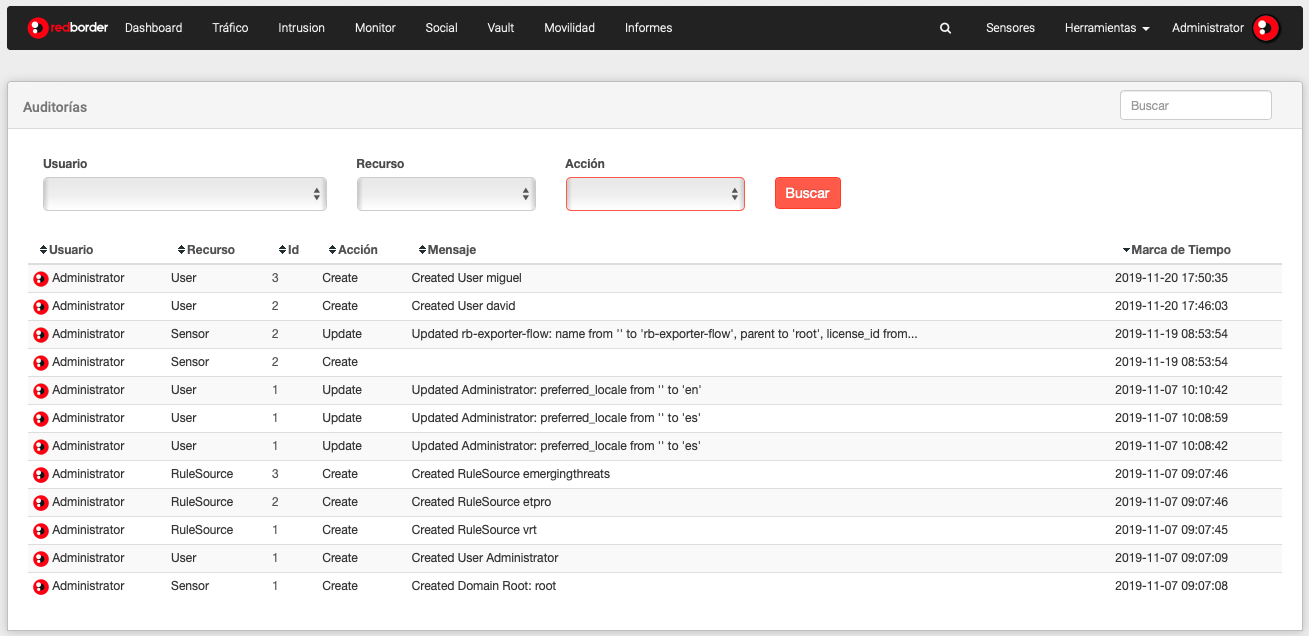 redborder Dashboard Tráfico Intrusion Monitor Social Vault Movilidad Informes Sensores Herramientas Administrator
Auditorías Buscar
Usuario Recurso Acción
Buscar
Usuario Recurso Id Acción Mensaje Marca de Tiempo
Administrator User 3 Create Created User miguel 2019-11-20 17:50:35
Administrator User 2 Create Created User david 2019-11-20 17:46:03
Administrator Sensor 2 Update Updated rb-exporter-flow: name from '' to 'rb-exporter-flow', parent to 'root', license_id from... 2019-11-19 08:53:54
Administrator Sensor 2 Create 2019-11-19 08:53:54
Administrator User 1 Update Updated Administrator: preferred_locale from '' to 'en' 2019-11-07 10:10:42
Administrator User 1 Update Updated Administrator: preferred_locale from '' to 'es' 2019-11-07 10:08:59
Administrator User 1 Update Updated Administrator: preferred_locale from '' to 'es' 2019-11-07 10:08:42
Administrator RuleSource 3 Create Created RuleSource emergingthreats 2019-11-07 09:07:46
Administrator RuleSource 2 Create Created RuleSource etpro 2019-11-07 09:07:46
Administrator RuleSource 1 Create Created RuleSource vrt 2019-11-07 09:07:45
Administrator User 1 Create Created User Administrator 2019-11-07 09:07:09
Administrator Sensor 1 Create Created Domain Root: root 2019-11-07 09:07:08